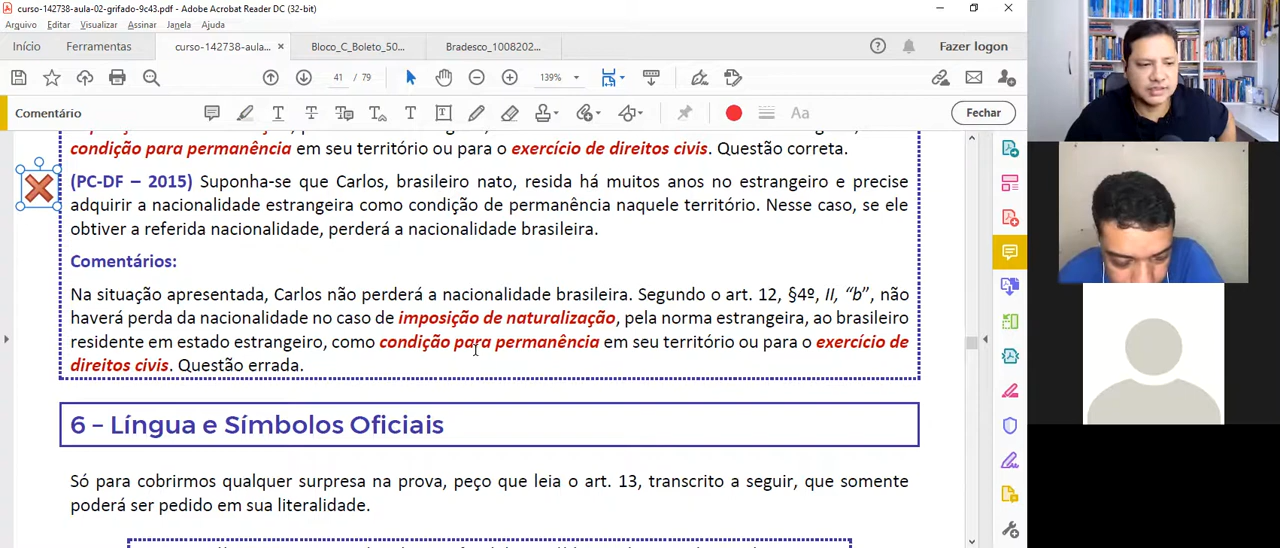 curso-142738-aula-02-grifado-9c43.pdf - Adobe Acrobat Reader DC (32-bit)
Arquivo Editar Visualizar Assinar Janela Ajuda
Início Ferramentas curso-142738-aula... × Bloco_C_Boleto_50... Bradesco_1008202... Fazer logon
41 / 79 139%
Comentário Aa Fechar
condição para permanência em seu território ou para o exercício de direitos civis. Questão correta.
(PC-DF – 2015) Suponha-se que Carlos, brasileiro nato, resida há muitos anos no estrangeiro e precise
adquirir a nacionalidade estrangeira como condição de permanência naquele território. Nesse caso, se ele
obtiver a referida nacionalidade, perderá a nacionalidade brasileira.
Comentários:
Na situação apresentada, Carlos não perderá a nacionalidade brasileira. Segundo o art. 12, §4º, II, “b”, não
haverá perda da nacionalidade no caso de imposição de naturalização, pela norma estrangeira, ao brasileiro
residente em estado estrangeiro, como condição para permanência em seu território ou para o exercício de
direitos civis. Questão errada.
6 – Língua e Símbolos Oficiais
Só para cobrirmos qualquer surpresa na prova, peço que leia o art. 13, transcrito a seguir, que somente
poderá ser pedido em sua literalidade.